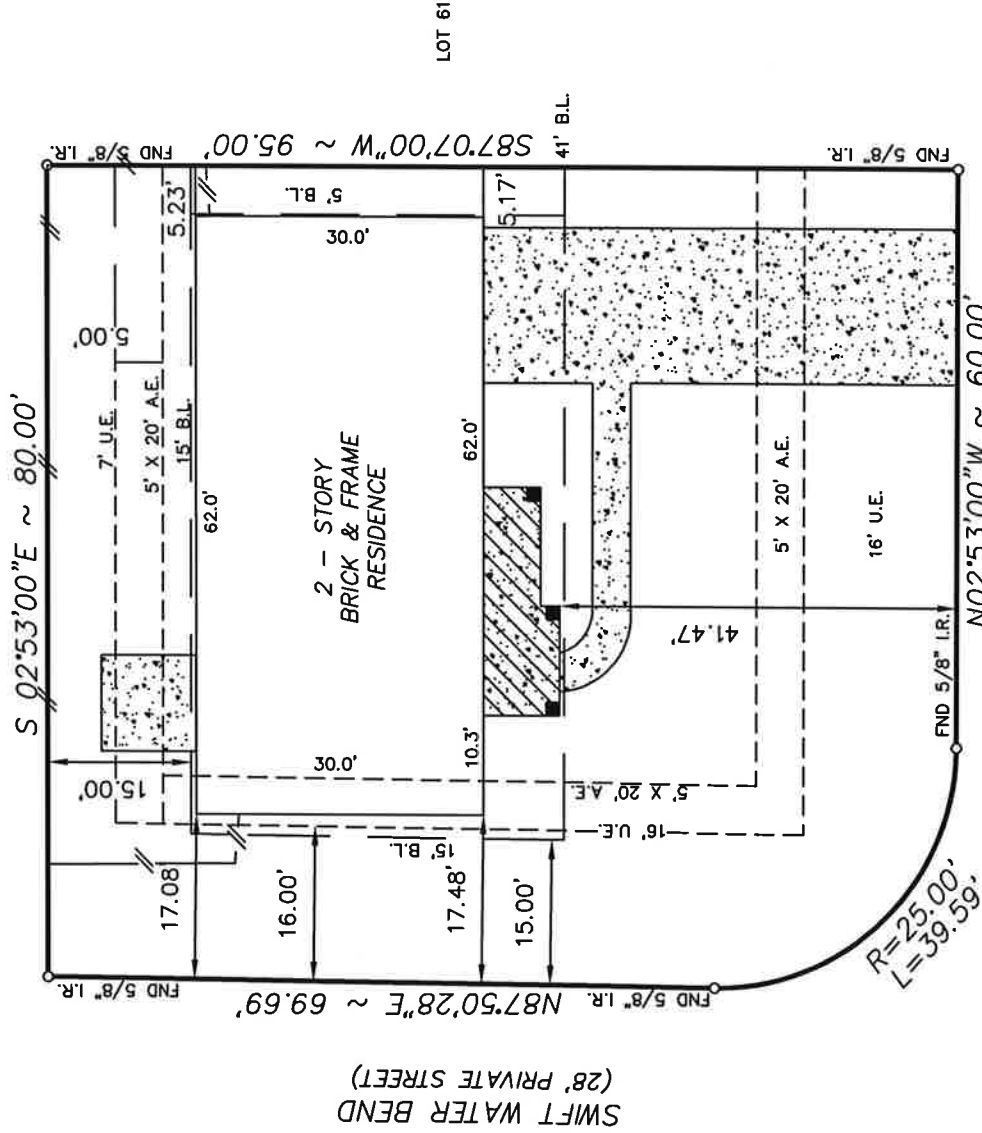 S 02°53'00"E ~ 80.00'
LOT 61
FND 5/8" I.R.
FND 5/8" I.R.
S87°07'00"W ~ 95.00'
41' B.L.
7' U.E.
5.00'
5' X 20' A.E.
15' B.L.
5.23'
5' B.L.
62.0'
30.0'
2 - STORY
BRICK & FRAME
RESIDENCE
62.0'
5.17'
15.00'
30.0'
10.3'
17.08
16.00'
15' B.L.
17.48'
15.00'
5' X 20' A.E.
16' U.E.
41.47'
5' X 20' A.E.
16' U.E.
FND 5/8" I.R.
N02°53'00"W ~ 60.00'
FND 5/8" I.R.
N87°50'28"E ~ 69.69'
FND 5/8" I.R.
R=25.00'
L=39.59'
SWIFT WATER BEND
(28' PRIVATE STREET)